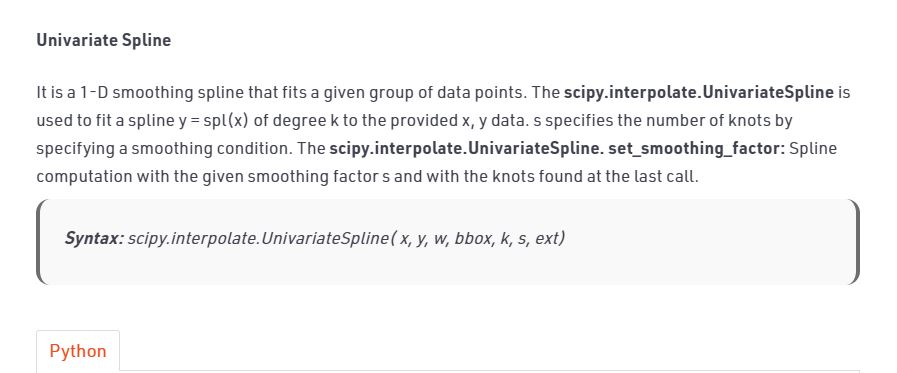 Univariate Spline
It is a 1-D smoothing spline that fits a given group of data points. The scipy.interpolate.UnivariateSpline is
used to fit a spline y = spl(x) of degree k to the provided x, y data. s specifies the number of knots by
specifying a smoothing condition. The scipy.interpolate.UnivariateSpline. set_smoothing_factor: Spline
computation with the given smoothing factor s and with the knots found at the last call.
Syntax: scipy.interpolate.UnivariateSpline( x, y, w, bbox, k, s, ext)
Python